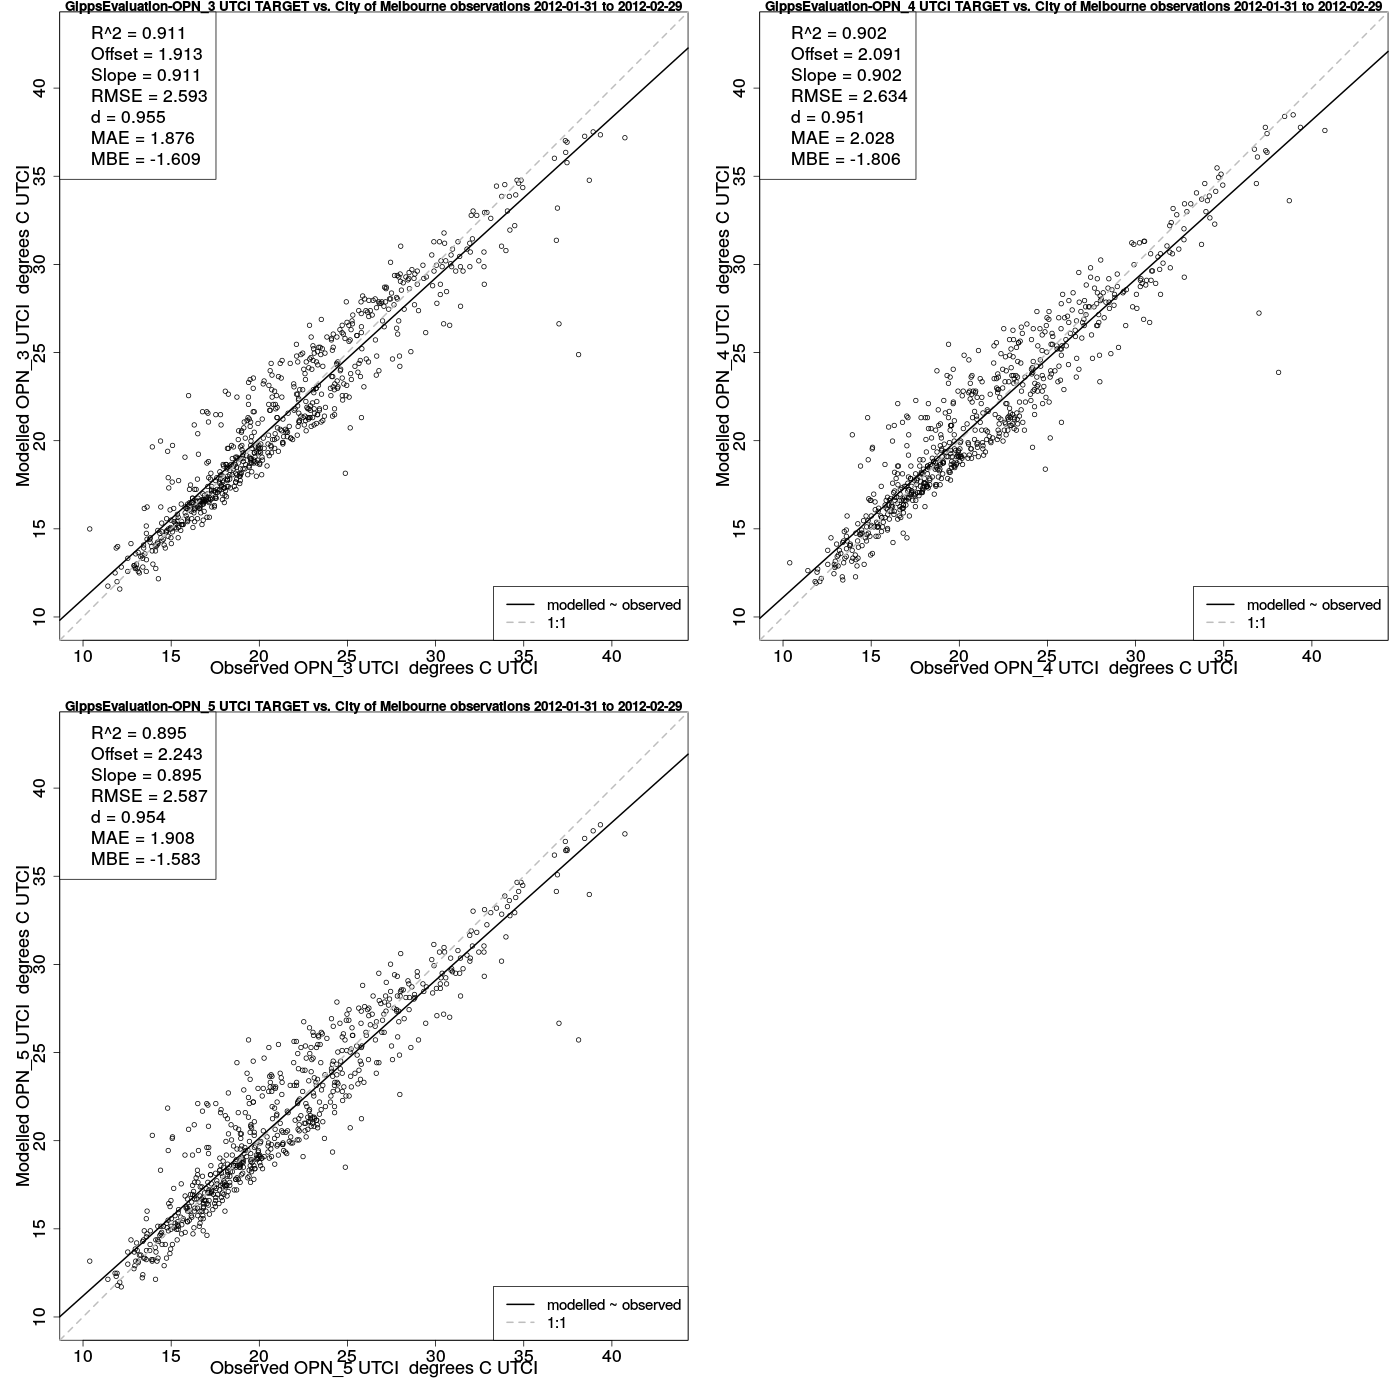 GippsEvaluation-OPN_3 UTCI TARGET vs. City of Melbourne observations 2012-01-31 to 2012-02-29
R^2 = 0.911
Offset = 1.913
Slope = 0.911
RMSE = 2.593
d = 0.955
MAE = 1.876
MBE = -1.609
Modelled OPN_3 UTCI degrees C UTCI
40
35
30
25
20
15
10
modelled ~ observed
1:1
10 15 20 25 30 35 40
Observed OPN_3 UTCI degrees C UTCI
GippsEvaluation-OPN_4 UTCI TARGET vs. City of Melbourne observations 2012-01-31 to 2012-02-29
R^2 = 0.902
Offset = 2.091
Slope = 0.902
RMSE = 2.634
d = 0.951
MAE = 2.028
MBE = -1.806
Modelled OPN_4 UTCI degrees C UTCI
40
35
30
25
20
15
10
modelled ~ observed
1:1
10 15 20 25 30 35 40
Observed OPN_4 UTCI degrees C UTCI
GippsEvaluation-OPN_5 UTCI TARGET vs. City of Melbourne observations 2012-01-31 to 2012-02-29
R^2 = 0.895
Offset = 2.243
Slope = 0.895
RMSE = 2.587
d = 0.954
MAE = 1.908
MBE = -1.583
Modelled OPN_5 UTCI degrees C UTCI
40
35
30
25
20
15
10
modelled ~ observed
1:1
10 15 20 25 30 35 40
Observed OPN_5 UTCI degrees C UTCI